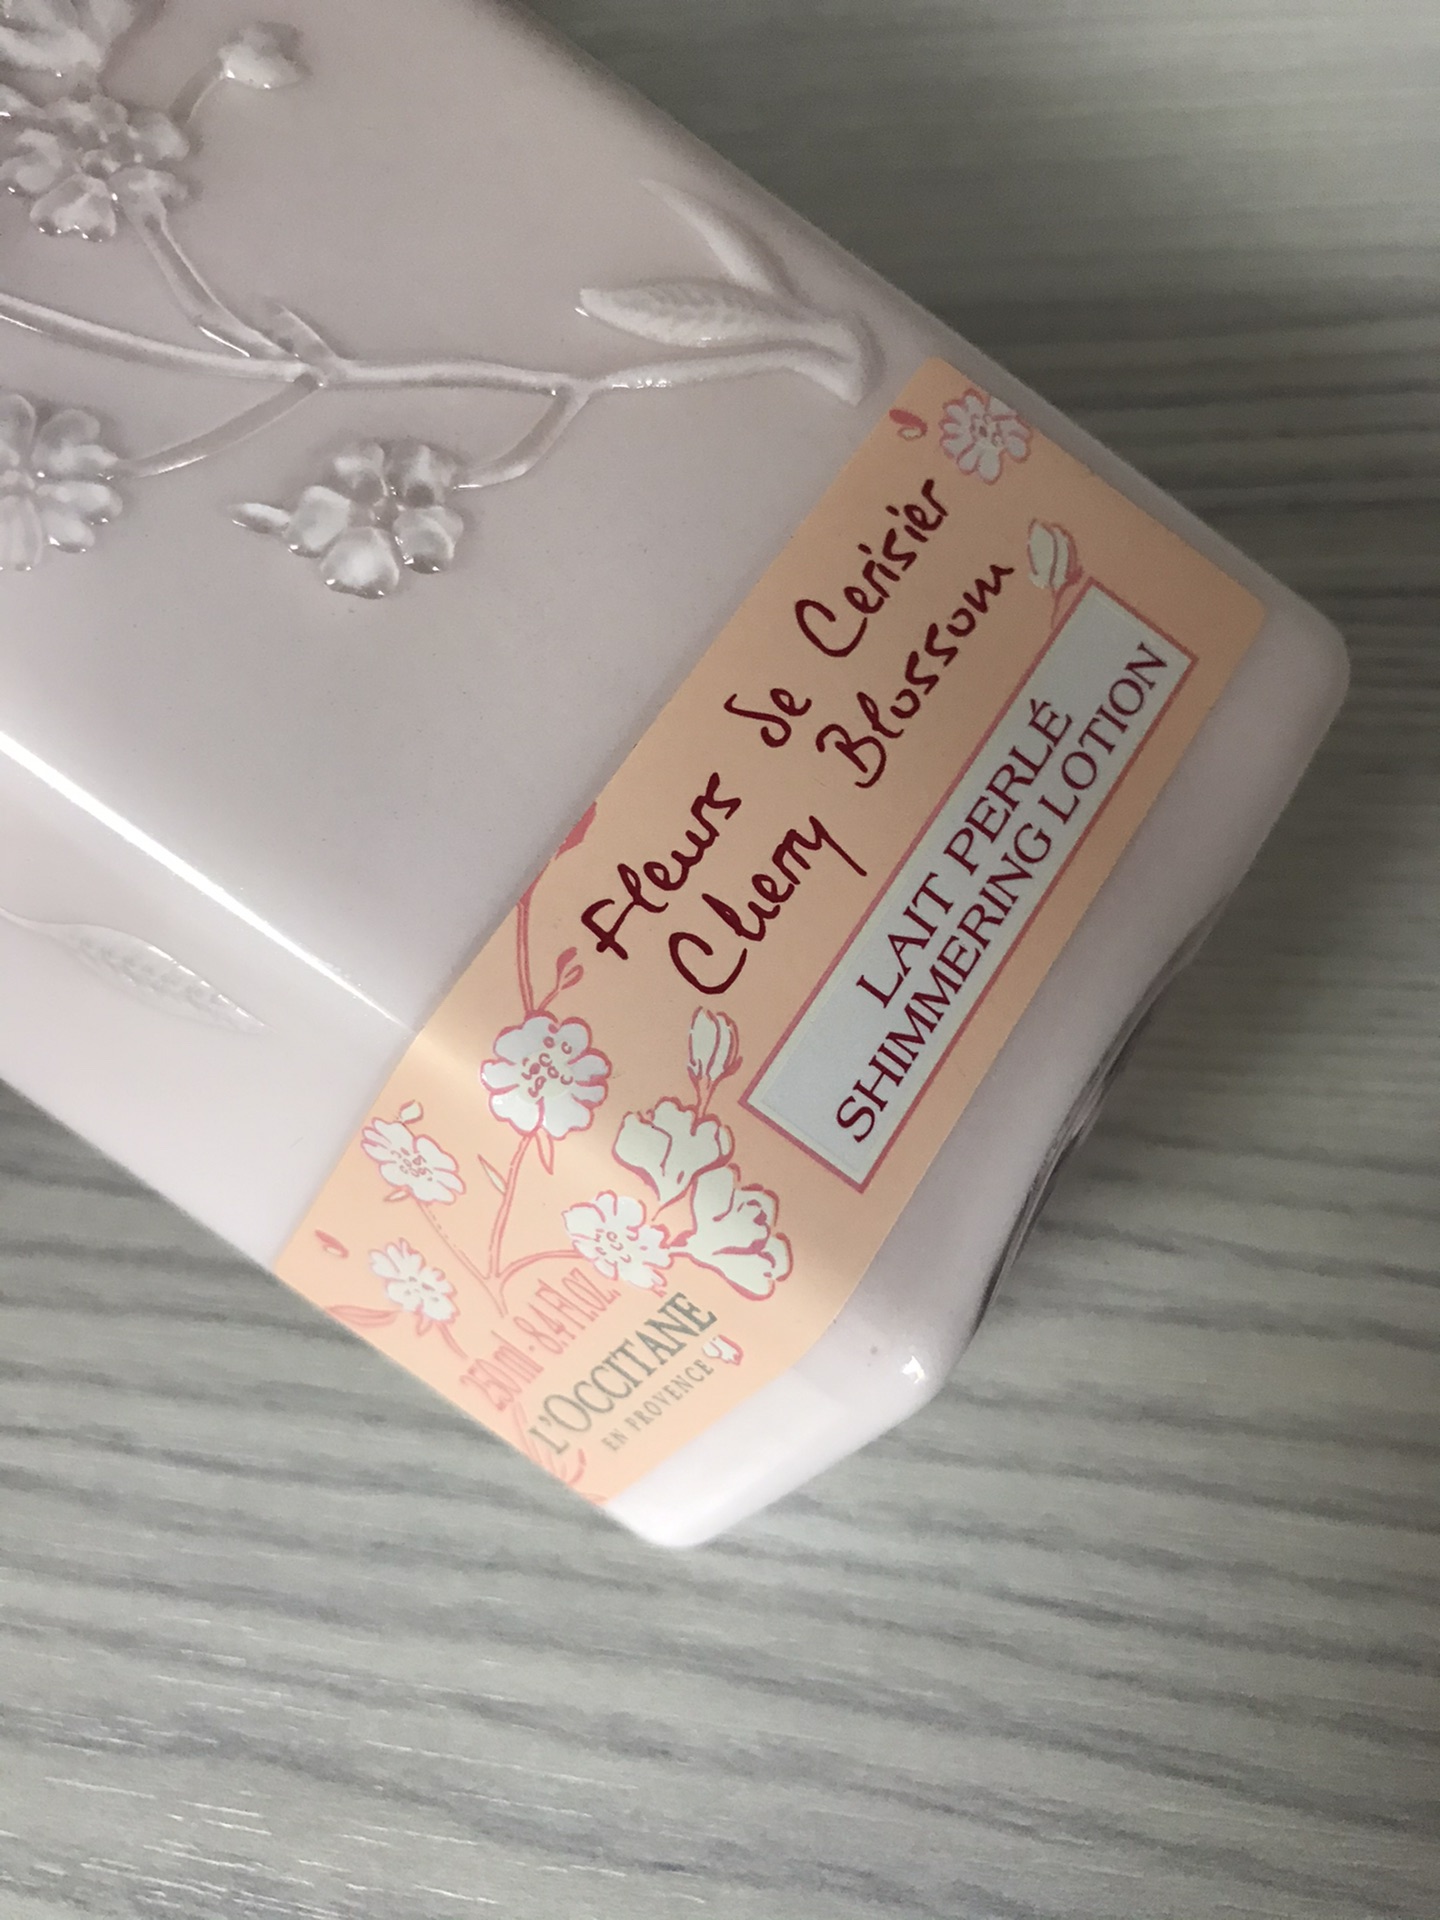 Fleurs de Cerisier
Cherry Blossom
LAIT PERLÉ
SHIMMERING LOTION
250 ml - 8.4 Fl.oz.
L'OCCITANE
EN PROVENCE